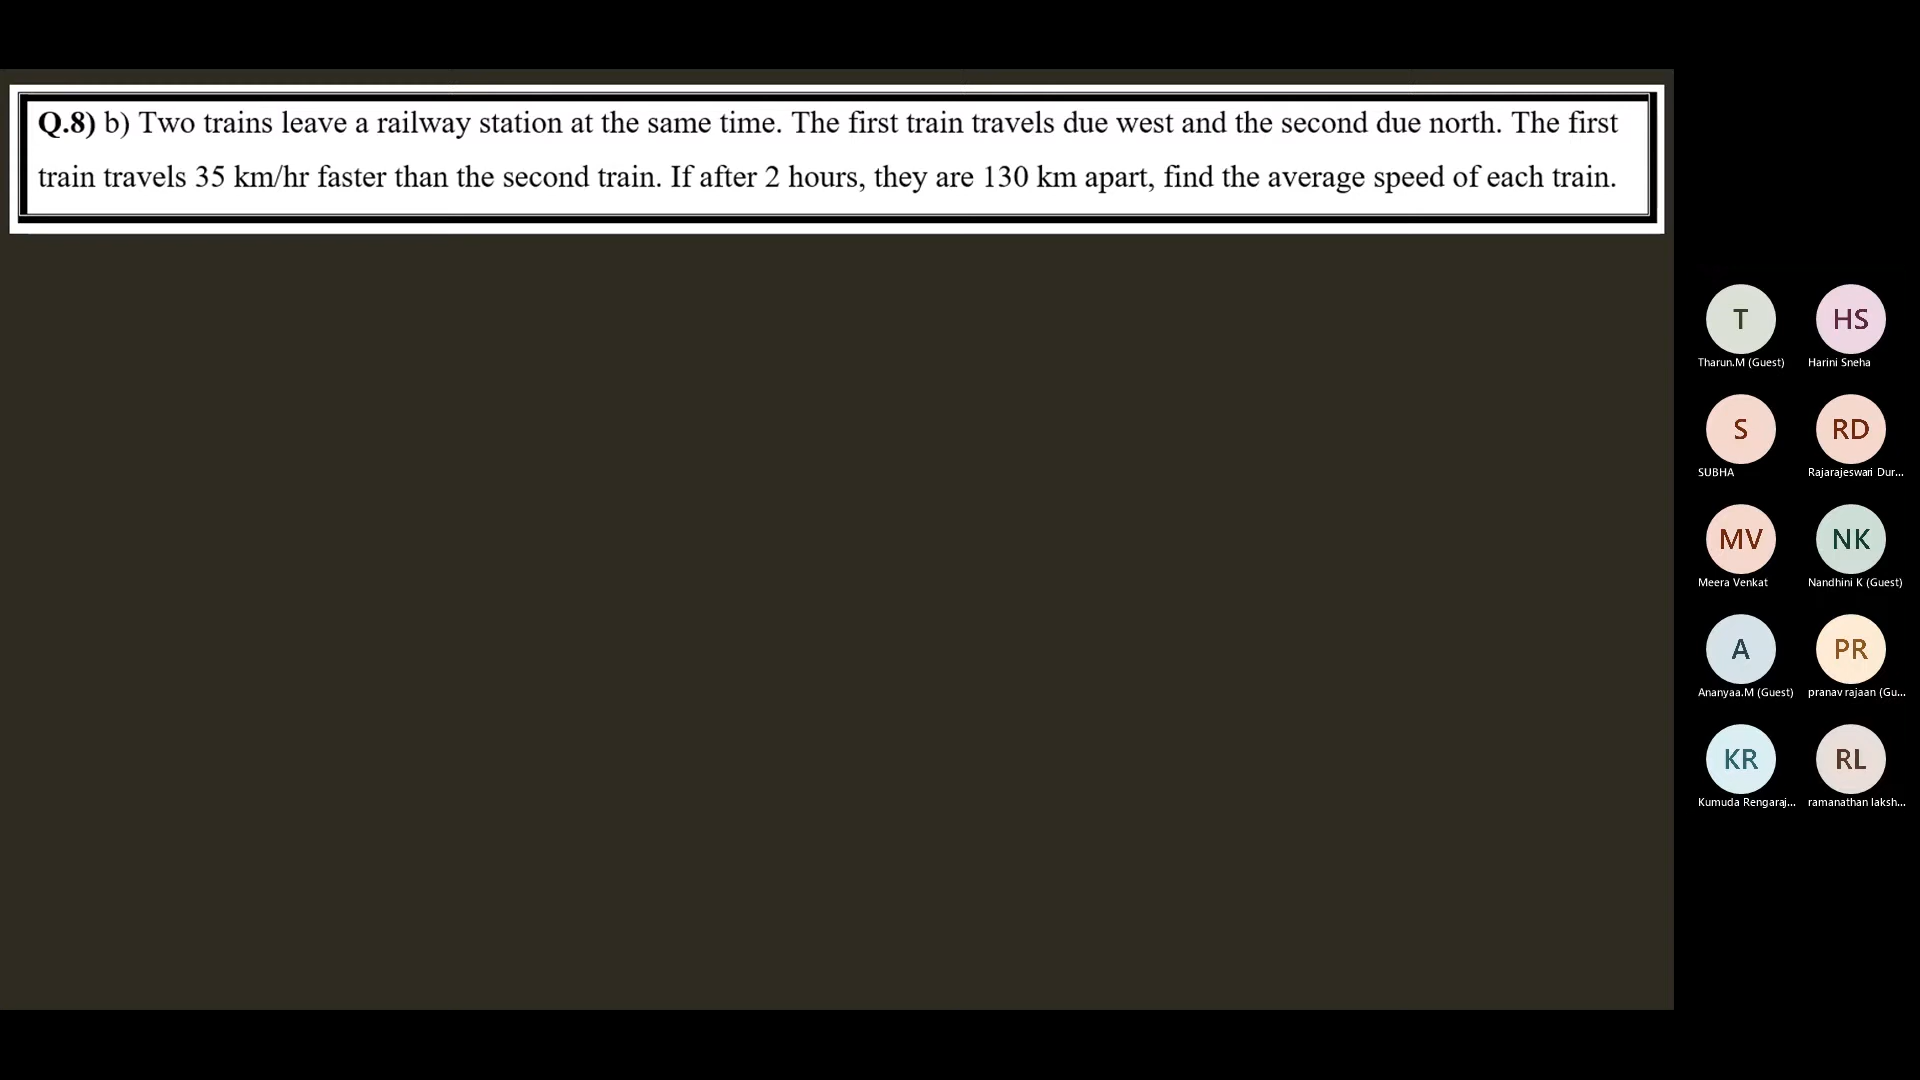 Q.8) b) Two trains leave a railway station at the same time. The first train travels due west and the second due north. The first
train travels 35 km/hr faster than the second train. If after 2 hours, they are 130 km apart, find the average speed of each train.
T HS
Tharun.M (Guest) Harini Sneha
S RD
SUBHA Rajarajeswari Dur...
MV NK
Meera Venkat Nandhini K (Guest)
A PR
Ananyaa.M (Guest) pranav rajaan (Gu...
KR RL
Kumuda Rengaraj... ramanathan laksh...